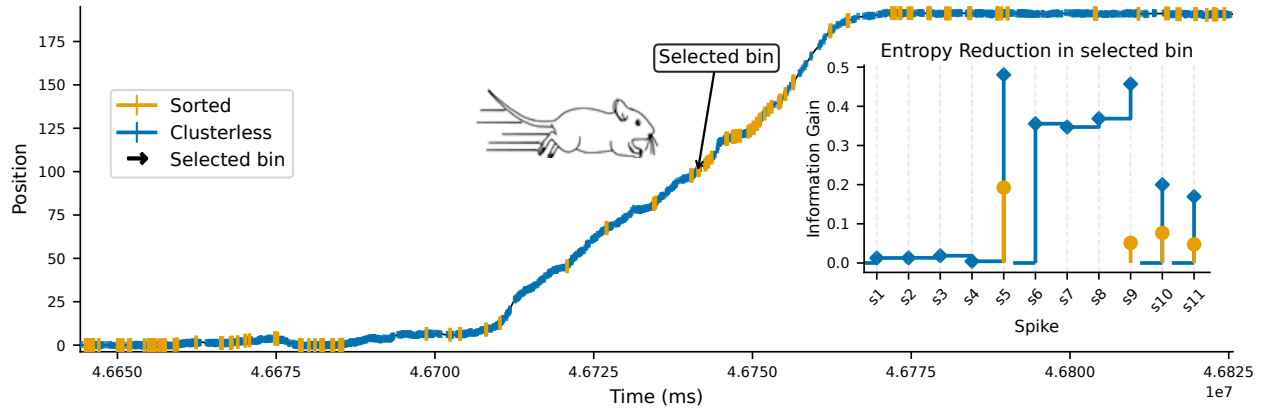 175
150
125
100
75
50
25
0
Position
Sorted
Clusterless
Selected bin
Selected bin
4.6650
4.6675
4.6700
4.6725
4.6750
4.6775
4.6800
4.6825
1e7
Time (ms)
Entropy Reduction in selected bin
0.5
0.4
0.3
0.2
0.1
0.0
Information Gain
s1
s2
s3
s4
s5
s6
s7
s8
s9
s10
s11
Spike